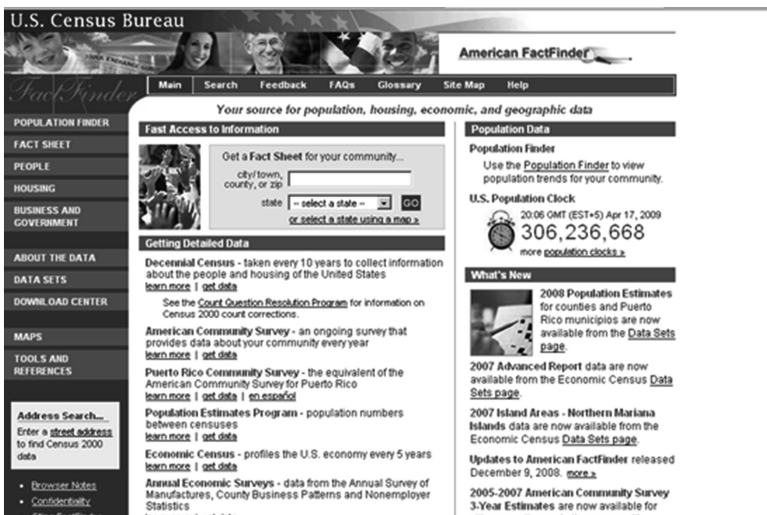 U.S. Census Bureau
American FactFinder
FactFinder
Main Search Feedback FAQs Glossary Site Map Help
Your source for population, housing, economic, and geographic data
POPULATION FINDER
FACT SHEET
PEOPLE
HOUSING
BUSINESS AND
GOVERNMENT
ABOUT THE DATA
DATA SETS
DOWNLOAD CENTER
MAPS
TOOLS AND
REFERENCES
Address Search...
Enter a street address
to find Census 2000
data
• Browser Notes
• Confidentiality
Fast Access to Information
Get a Fact Sheet for your community...
city/town,
county, or zip
state -- select a state -- GO
or select a state using a map »
Getting Detailed Data
Decennial Census - taken every 10 years to collect information
about the people and housing of the United States
learn more | get data
See the Count Question Resolution Program for information on
Census 2000 count corrections.
American Community Survey - an ongoing survey that
provides data about your community every year
learn more | get data
Puerto Rico Community Survey - the equivalent of the
American Community Survey for Puerto Rico
learn more | get data | en español
Population Estimates Program - population numbers
between censuses
learn more | get data
Economic Census - profiles the U.S. economy every 5 years
learn more | get data
Annual Economic Surveys - data from the Annual Survey of
Manufactures, County Business Patterns and Nonemployer
Statistics
Population Data
Population Finder
Use the Population Finder to view
population trends for your community.
U.S. Population Clock
20:06 GMT (EST+5) Apr 17, 2009
306,236,668
more population clocks »
What's New
2008 Population Estimates
for counties and Puerto
Rico municipios are now
available from the Data Sets
page.
2007 Advanced Report data are now
available from the Economic Census Data
Sets page.
2007 Island Areas - Northern Mariana
Islands data are now available from the
Economic Census Data Sets page.
Updates to American FactFinder released
December 9, 2008. more »
2005-2007 American Community Survey
3-Year Estimates are now available for